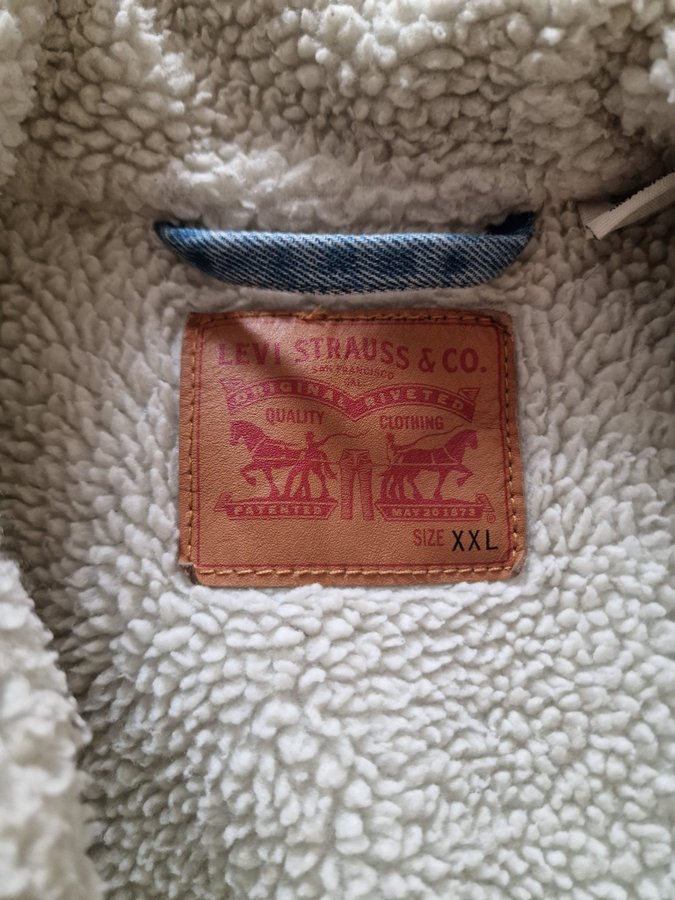 LEVI STRAUSS & CO.
SAN FRANCISCO
CAL
ORIGINAL RIVETED
QUALITY CLOTHING
PATENTED MAY 20 1873
SIZE XXL